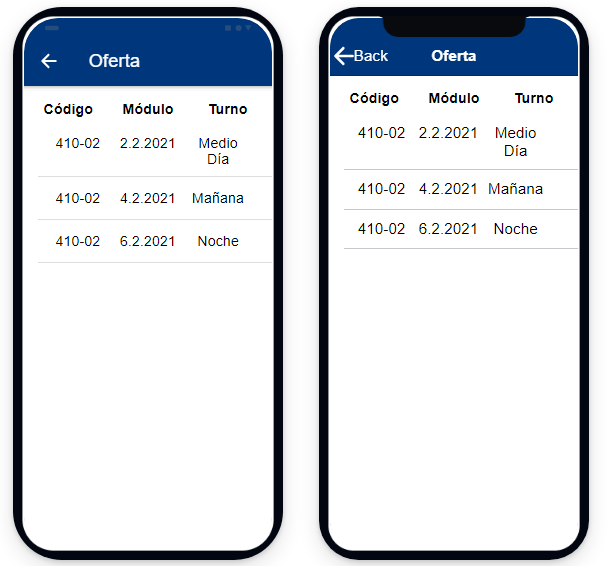 Oferta
Código Módulo Turno
410-02 2.2.2021 Medio
Día
410-02 4.2.2021 Mañana
410-02 6.2.2021 Noche
Back Oferta
Código Módulo Turno
410-02 2.2.2021 Medio
Día
410-02 4.2.2021 Mañana
410-02 6.2.2021 Noche